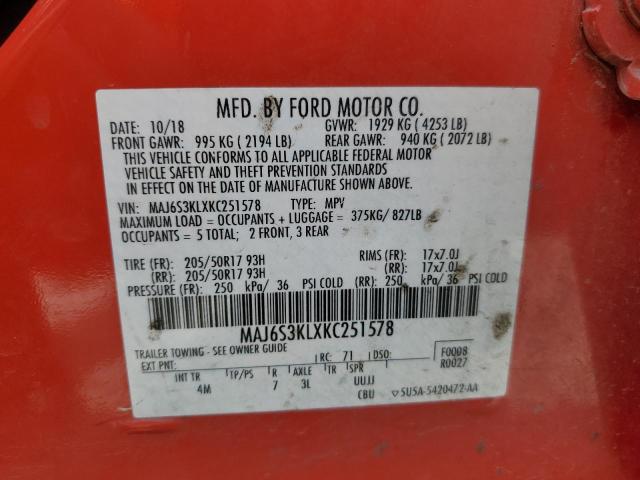 MFD. BY FORD MOTOR CO.
DATE: 10/18 GVWR: 1929 KG ( 4253 LB)
FRONT GAWR: 995 KG ( 2194 LB) REAR GAWR: 940 KG ( 2072 LB)
THIS VEHICLE CONFORMS TO ALL APPLICABLE FEDERAL MOTOR
VEHICLE SAFETY AND THEFT PREVENTION STANDARDS
IN EFFECT ON THE DATE OF MANUFACTURE SHOWN ABOVE.
VIN: MAJ6S3KLXKC251578 TYPE: MPV
MAXIMUM LOAD = OCCUPANTS + LUGGAGE = 375KG/ 827LB
OCCUPANTS = 5 TOTAL; 2 FRONT, 3 REAR
TIRE (FR): 205/50R17 93H RIMS (FR): 17x7.0J
(RR): 205/50R17 93H (RR): 17x7.0J
PRESSURE (FR): 250 kPa/ 36 PSI COLD (RR): 250 kPa/ 36 PSI COLD
MAJ6S3KLXKC251578
TRAILER TOWING - SEE OWNER GUIDE
EXT PNT: RC: 71 DSO: F0008
R0027
INT TR TP/PS R AXLE TR SPR
4M 7 3L UUJJ
CBU 5U5A-5420472-AA